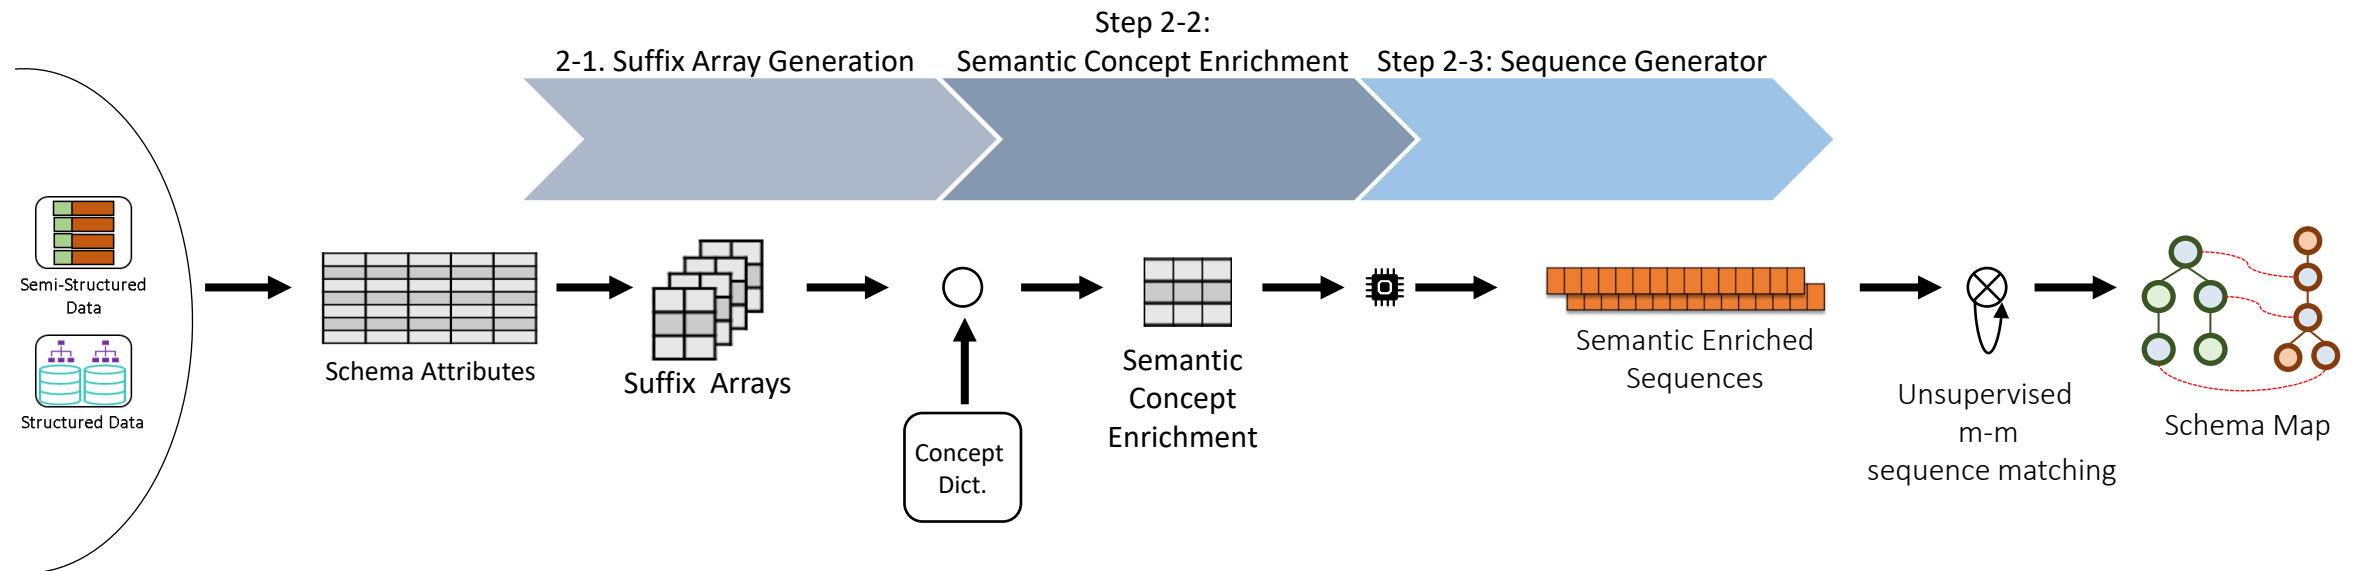 Step 2-2:
2-1. Suffix Array Generation
Semantic Concept Enrichment
Step 2-3: Sequence Generator
Semi-Structured
Data
Structured Data
Schema Attributes
Suffix Arrays
Concept
Dict.
Semantic
Concept
Enrichment
Semantic Enriched
Sequences
Unsupervised
m-m
sequence matching
Schema Map